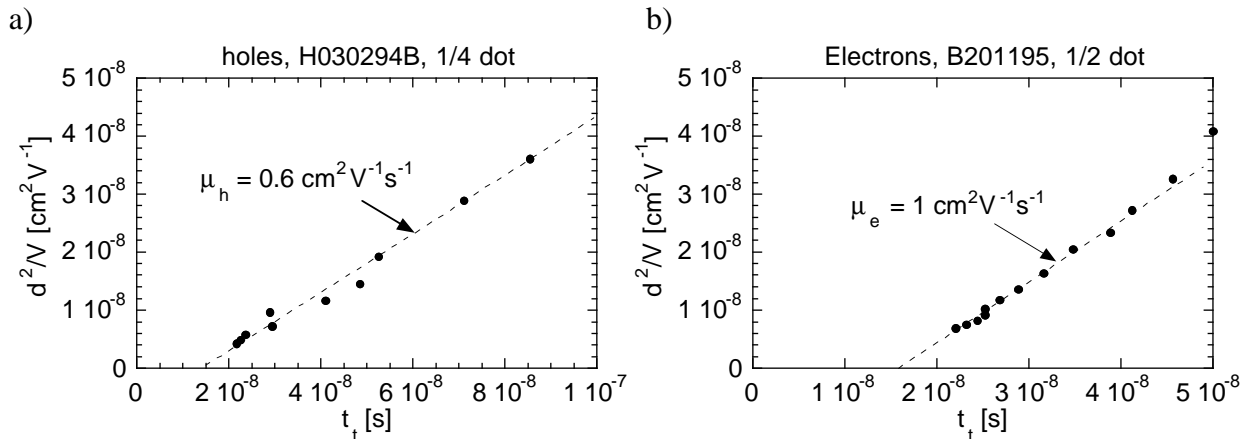 a)
holes, H030294B, 1/4 dot
5 10⁻⁸
4 10⁻⁸
3 10⁻⁸
2 10⁻⁸
1 10⁻⁸
0
d²/V [cm²V⁻¹]
μₕ = 0.6 cm²V⁻¹s⁻¹
0 2 10⁻⁸ 4 10⁻⁸ 6 10⁻⁸ 8 10⁻⁸ 1 10⁻⁷
tₜ [s]
b)
Electrons, B201195, 1/2 dot
5 10⁻⁸
4 10⁻⁸
3 10⁻⁸
2 10⁻⁸
1 10⁻⁸
0
d²/V [cm²V⁻¹]
μₑ = 1 cm²V⁻¹s⁻¹
0 1 10⁻⁸ 2 10⁻⁸ 3 10⁻⁸ 4 10⁻⁸ 5 10⁻⁸
tₜ [s]